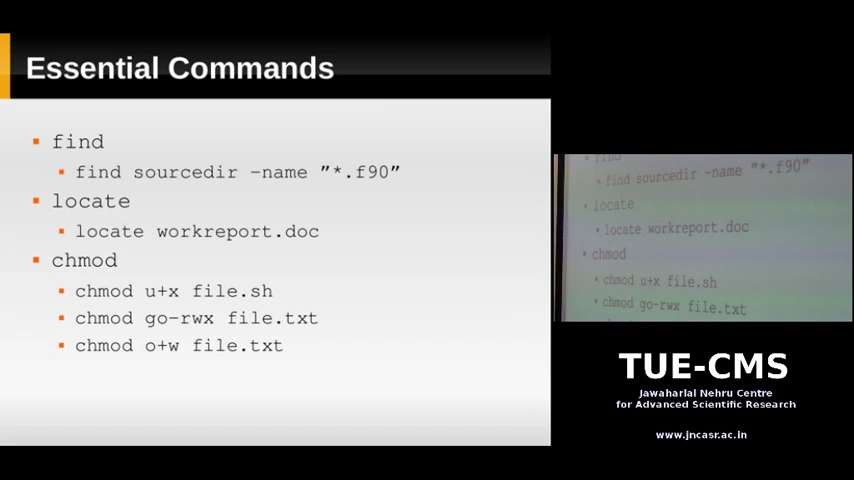 Essential Commands
▪ find
▪ find sourcedir -name ”*.f90”
▪ locate
▪ locate workreport.doc
▪ chmod
▪ chmod u+x file.sh
▪ chmod go-rwx file.txt
▪ chmod o+w file.txt
find
▪ find sourcedir -name ”*.f90”
▪ locate
▪ locate workreport.doc
▪ chmod
▪ chmod u+x file.sh
▪ chmod go-rwx file.txt
TUE-CMS
Jawaharlal Nehru Centre
for Advanced Scientific Research
www.jncasr.ac.in